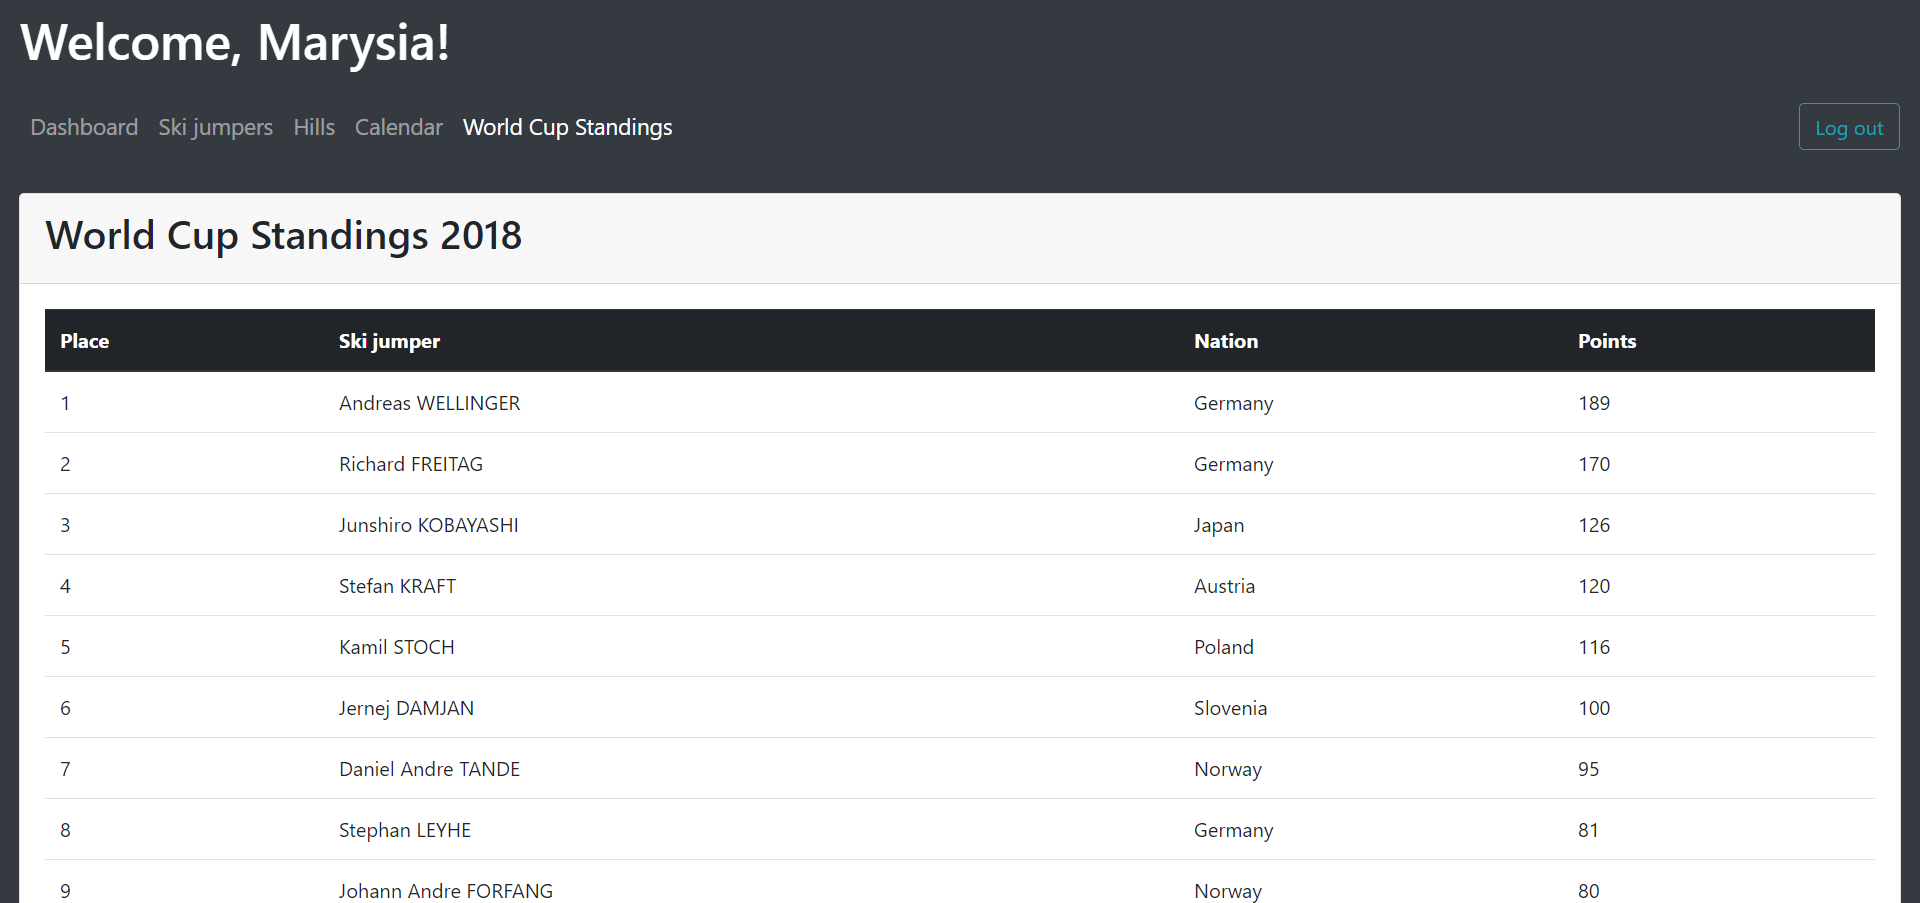 Welcome, Marysia!
Dashboard Ski jumpers Hills Calendar World Cup Standings Log out
World Cup Standings 2018
Place Ski jumper Nation Points
1 Andreas WELLINGER Germany 189
2 Richard FREITAG Germany 170
3 Junshiro KOBAYASHI Japan 126
4 Stefan KRAFT Austria 120
5 Kamil STOCH Poland 116
6 Jernej DAMJAN Slovenia 100
7 Daniel Andre TANDE Norway 95
8 Stephan LEYHE Germany 81
9 Johann Andre FORFANG Norway 80